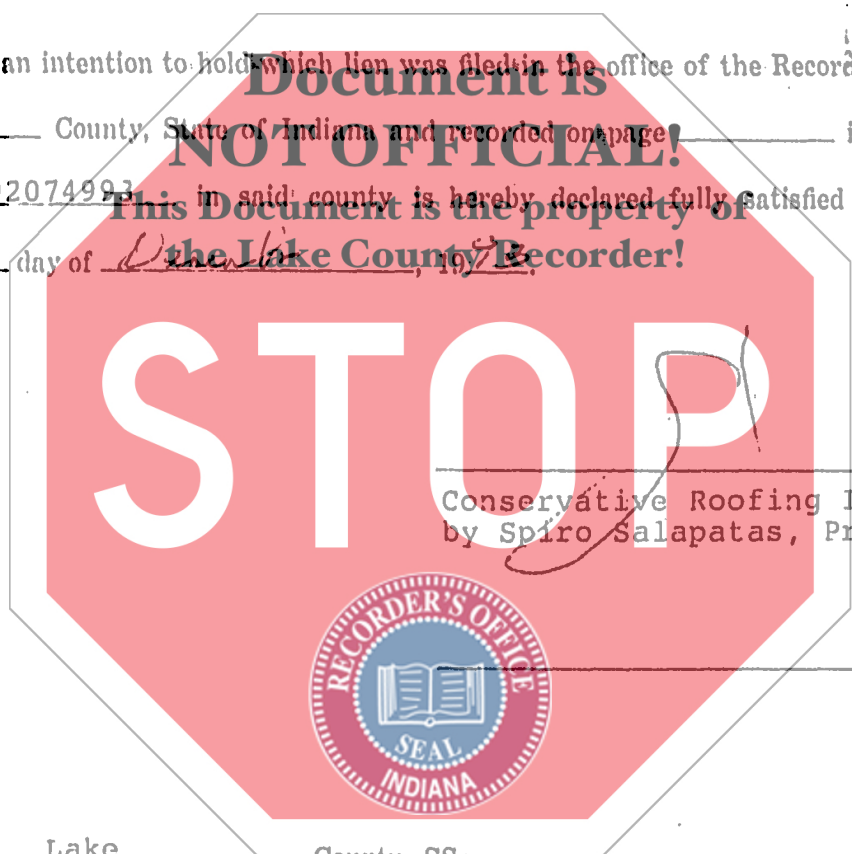 an intention to hold which lien was filed in the office of the Recor
Document is
County, State of Indiana and recorded on page
NOT OFFICIAL!
in said county is hereby declared fully satisfied
This Document is the property of
day of , 19
the Lake County Recorder!
STOP
Conservative Roofing
by Spiro Salapatas, Pr
RECORDER'S OFFICE
SEAL
INDIANA
Lake County SS